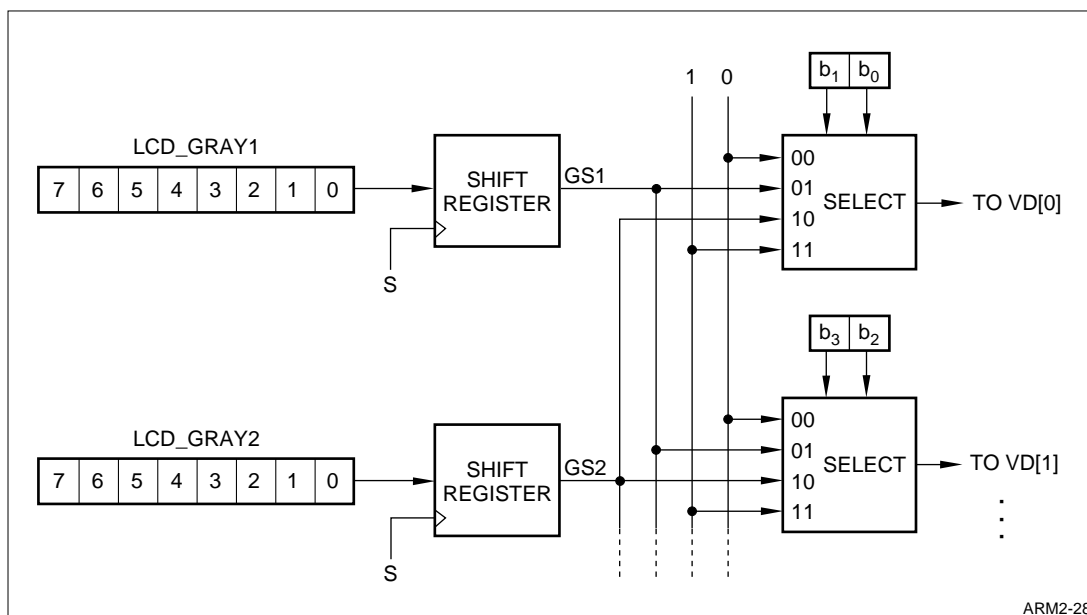 1 0
b1 b0
LCD_GRAY1
7 6 5 4 3 2 1 0
SHIFT
REGISTER
GS1
S
00
01
10
11
SELECT
TO VD[0]
b3 b2
LCD_GRAY2
7 6 5 4 3 2 1 0
SHIFT
REGISTER
GS2
S
00
01
10
11
SELECT
TO VD[1]
ARM2-28